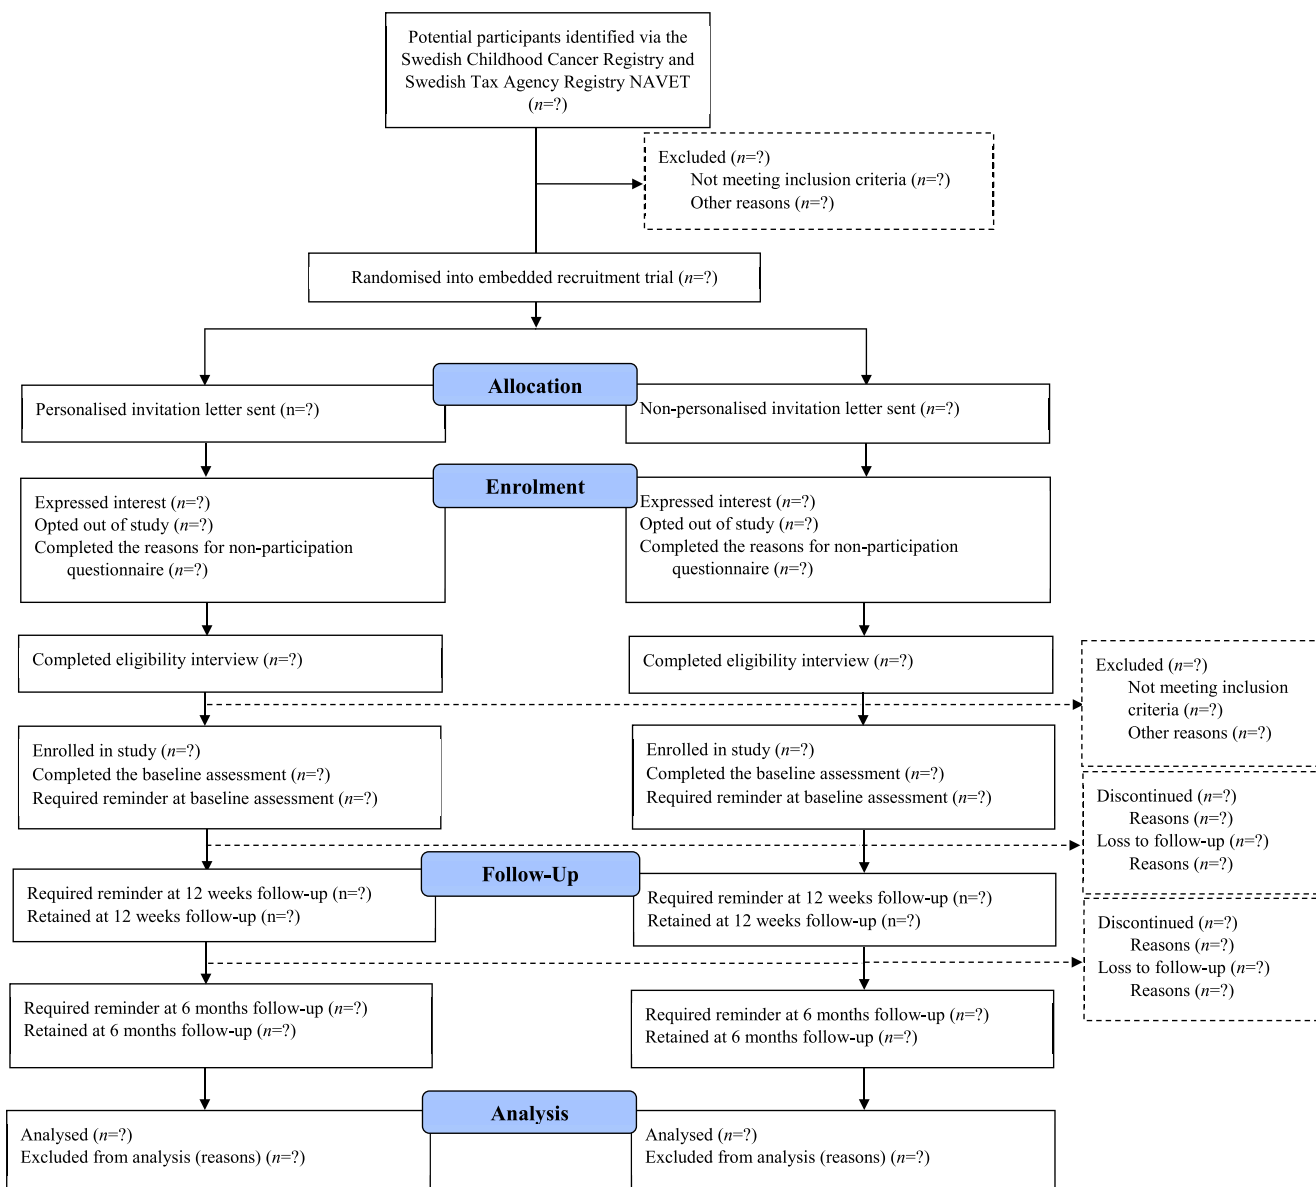 Potential participants identified via the
Swedish Childhood Cancer Registry and
Swedish Tax Agency Registry NAVET
(n=?)
Excluded (n=?)
Not meeting inclusion criteria (n=?)
Other reasons (n=?)
Randomised into embedded recruitment trial (n=?)
Allocation
Personalised invitation letter sent (n=?)
Non-personalised invitation letter sent (n=?)
Enrolment
Expressed interest (n=?)
Opted out of study (n=?)
Completed the reasons for non-participation
questionnaire (n=?)
Expressed interest (n=?)
Opted out of study (n=?)
Completed the reasons for non-participation
questionnaire (n=?)
Completed eligibility interview (n=?)
Completed eligibility interview (n=?)
Excluded (n=?)
Not meeting inclusion
criteria (n=?)
Other reasons (n=?)
Enrolled in study (n=?)
Completed the baseline assessment (n=?)
Required reminder at baseline assessment (n=?)
Enrolled in study (n=?)
Completed the baseline assessment (n=?)
Required reminder at baseline assessment (n=?)
Discontinued (n=?)
Reasons (n=?)
Loss to follow-up (n=?)
Reasons (n=?)
Follow-Up
Required reminder at 12 weeks follow-up (n=?)
Retained at 12 weeks follow-up (n=?)
Required reminder at 12 weeks follow-up (n=?)
Retained at 12 weeks follow-up (n=?)
Discontinued (n=?)
Reasons (n=?)
Loss to follow-up (n=?)
Reasons (n=?)
Required reminder at 6 months follow-up (n=?)
Retained at 6 months follow-up (n=?)
Required reminder at 6 months follow-up (n=?)
Retained at 6 months follow-up (n=?)
Analysis
Analysed (n=?)
Excluded from analysis (reasons) (n=?)
Analysed (n=?)
Excluded from analysis (reasons) (n=?)